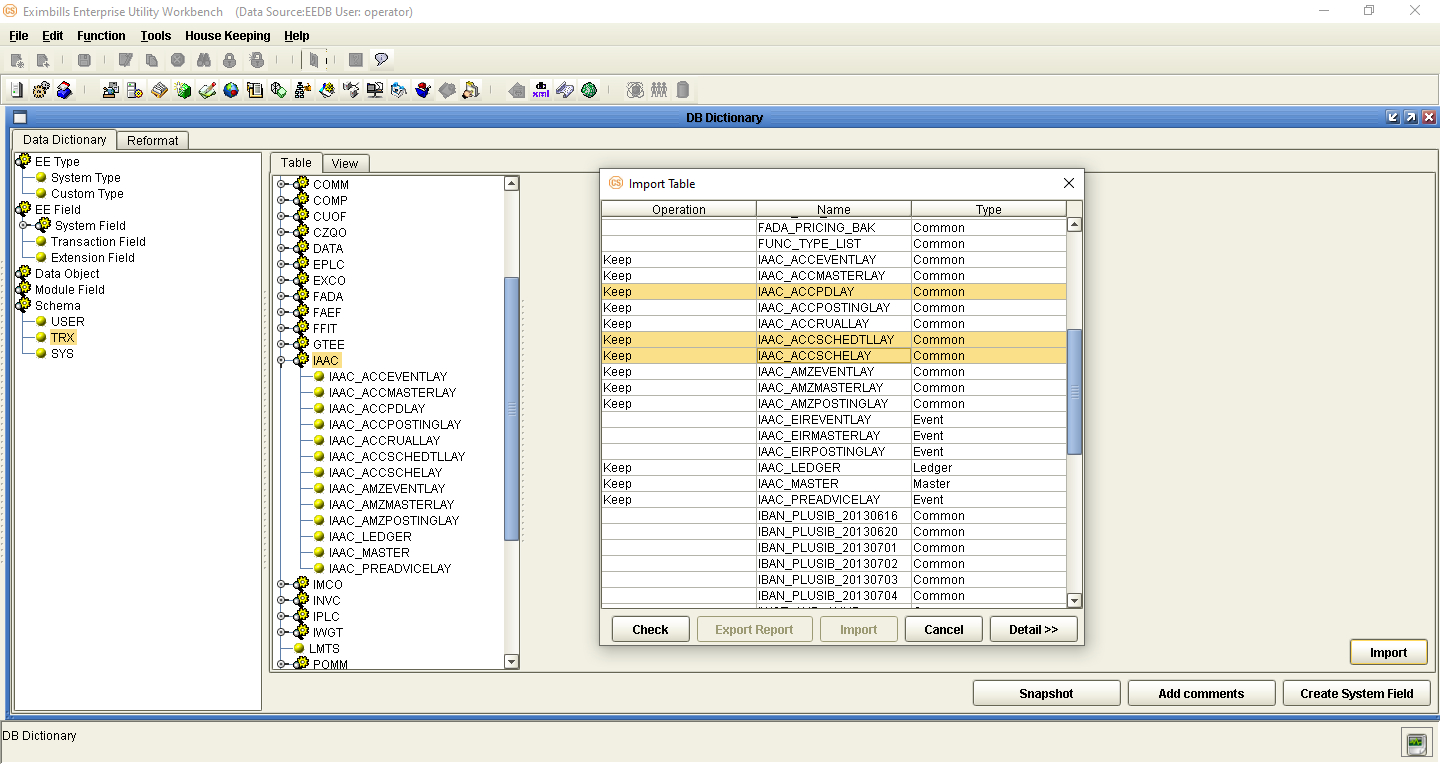 CS Eximbills Enterprise Utility Workbench (Data Source:EEDB User: operator)
File Edit Function Tools House Keeping Help
db xml
DB Dictionary
Data Dictionary Reformat
EE Type
System Type
Custom Type
EE Field
System Field
Transaction Field
Extension Field
Data Object
Module Field
Schema
USER
TRX
SYS
Table View
COMM
COMP
CUOF
CZQO
DATA
EPLC
EXCO
FADA
FAEF
FFIT
GTEE
IAAC
IAAC_ACCEVENTLAY
IAAC_ACCMASTERLAY
IAAC_ACCPDLAY
IAAC_ACCPOSTINGLAY
IAAC_ACCRUALLAY
IAAC_ACCSCHEDTLLAY
IAAC_ACCSCHELAY
IAAC_AMZEVENTLAY
IAAC_AMZMASTERLAY
IAAC_AMZPOSTINGLAY
IAAC_LEDGER
IAAC_MASTER
IAAC_PREADVICELAY
IMCO
INVC
IPLC
IWGT
LMTS
POMM
CS Import Table
Operation Name Type
FADA_PRICING_BAK Common
FUNC_TYPE_LIST Common
Keep IAAC_ACCEVENTLAY Common
Keep IAAC_ACCMASTERLAY Common
Keep IAAC_ACCPDLAY Common
Keep IAAC_ACCPOSTINGLAY Common
Keep IAAC_ACCRUALLAY Common
Keep IAAC_ACCSCHEDTLLAY Common
Keep IAAC_ACCSCHELAY Common
Keep IAAC_AMZEVENTLAY Common
Keep IAAC_AMZMASTERLAY Common
Keep IAAC_AMZPOSTINGLAY Common
IAAC_EIREVENTLAY Event
IAAC_EIRMASTERLAY Event
IAAC_EIRPOSTINGLAY Event
Keep IAAC_LEDGER Ledger
Keep IAAC_MASTER Master
Keep IAAC_PREADVICELAY Event
IBAN_PLUSIB_20130616 Common
IBAN_PLUSIB_20130620 Common
IBAN_PLUSIB_20130701 Common
IBAN_PLUSIB_20130702 Common
IBAN_PLUSIB_20130703 Common
IBAN_PLUSIB_20130704 Common
Check Export Report Import Cancel Detail >>
Import
Snapshot Add comments Create System Field
DB Dictionary